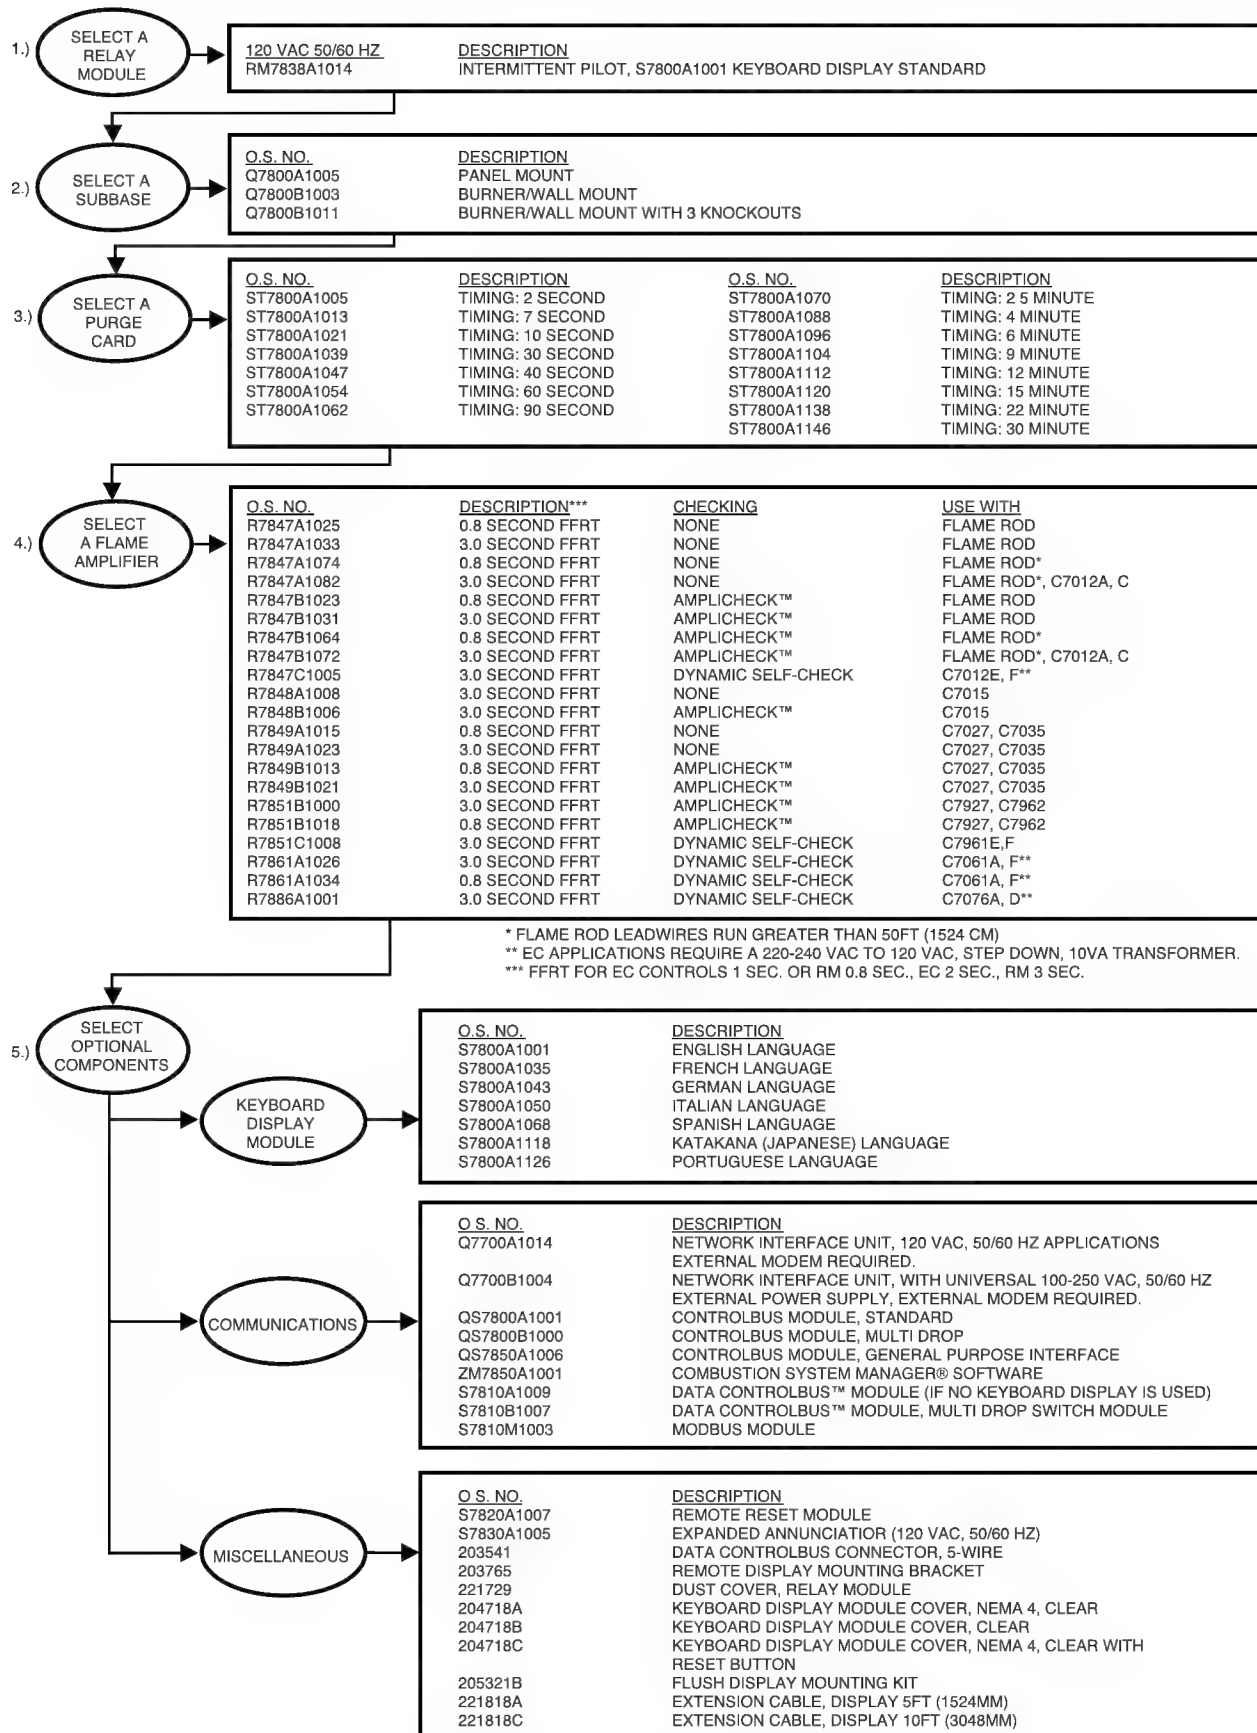 1.)
SELECT A
RELAY
MODULE
120 VAC 50/60 HZ DESCRIPTION
RM7838A1014 INTERMITTENT PILOT, S7800A1001 KEYBOARD DISPLAY STANDARD
2.)
SELECT A
SUBBASE
O.S. NO. DESCRIPTION
Q7800A1005 PANEL MOUNT
Q7800B1003 BURNER/WALL MOUNT
Q7800B1011 BURNER/WALL MOUNT WITH 3 KNOCKOUTS
3.)
SELECT A
PURGE
CARD
O.S. NO. DESCRIPTION O.S. NO. DESCRIPTION
ST7800A1005 TIMING: 2 SECOND ST7800A1070 TIMING: 2 5 MINUTE
ST7800A1013 TIMING: 7 SECOND ST7800A1088 TIMING: 4 MINUTE
ST7800A1021 TIMING: 10 SECOND ST7800A1096 TIMING: 6 MINUTE
ST7800A1039 TIMING: 30 SECOND ST7800A1104 TIMING: 9 MINUTE
ST7800A1047 TIMING: 40 SECOND ST7800A1112 TIMING: 12 MINUTE
ST7800A1054 TIMING: 60 SECOND ST7800A1120 TIMING: 15 MINUTE
ST7800A1062 TIMING: 90 SECOND ST7800A1138 TIMING: 22 MINUTE
ST7800A1146 TIMING: 30 MINUTE
4.)
SELECT
A FLAME
AMPLIFIER
O.S. NO. DESCRIPTION*** CHECKING USE WITH
R7847A1025 0.8 SECOND FFRT NONE FLAME ROD
R7847A1033 3.0 SECOND FFRT NONE FLAME ROD
R7847A1074 0.8 SECOND FFRT NONE FLAME ROD*
R7847A1082 3.0 SECOND FFRT NONE FLAME ROD*, C7012A, C
R7847B1023 0.8 SECOND FFRT AMPLICHECK™ FLAME ROD
R7847B1031 3.0 SECOND FFRT AMPLICHECK™ FLAME ROD
R7847B1064 0.8 SECOND FFRT AMPLICHECK™ FLAME ROD*
R7847B1072 3.0 SECOND FFRT AMPLICHECK™ FLAME ROD*, C7012A, C
R7847C1005 3.0 SECOND FFRT DYNAMIC SELF-CHECK C7012E, F**
R7848A1008 3.0 SECOND FFRT NONE C7015
R7848B1006 3.0 SECOND FFRT AMPLICHECK™ C7015
R7849A1015 0.8 SECOND FFRT NONE C7027, C7035
R7849A1023 3.0 SECOND FFRT NONE C7027, C7035
R7849B1013 0.8 SECOND FFRT AMPLICHECK™ C7027, C7035
R7849B1021 3.0 SECOND FFRT AMPLICHECK™ C7027, C7035
R7851B1000 3.0 SECOND FFRT AMPLICHECK™ C7927, C7962
R7851B1018 0.8 SECOND FFRT AMPLICHECK™ C7927, C7962
R7851C1008 3.0 SECOND FFRT DYNAMIC SELF-CHECK C7961E,F
R7861A1026 3.0 SECOND FFRT DYNAMIC SELF-CHECK C7061A, F**
R7861A1034 0.8 SECOND FFRT DYNAMIC SELF-CHECK C7061A, F**
R7886A1001 3.0 SECOND FFRT DYNAMIC SELF-CHECK C7076A, D**
* FLAME ROD LEADWIRES RUN GREATER THAN 50FT (1524 CM)
** EC APPLICATIONS REQUIRE A 220-240 VAC TO 120 VAC, STEP DOWN, 10VA TRANSFORMER.
*** FFRT FOR EC CONTROLS 1 SEC. OR RM 0.8 SEC., EC 2 SEC., RM 3 SEC.
5.)
SELECT
OPTIONAL
COMPONENTS
KEYBOARD
DISPLAY
MODULE
O.S. NO. DESCRIPTION
S7800A1001 ENGLISH LANGUAGE
S7800A1035 FRENCH LANGUAGE
S7800A1043 GERMAN LANGUAGE
S7800A1050 ITALIAN LANGUAGE
S7800A1068 SPANISH LANGUAGE
S7800A1118 KATAKANA (JAPANESE) LANGUAGE
S7800A1126 PORTUGUESE LANGUAGE
COMMUNICATIONS
O S. NO. DESCRIPTION
Q7700A1014 NETWORK INTERFACE UNIT, 120 VAC, 50/60 HZ APPLICATIONS
EXTERNAL MODEM REQUIRED.
Q7700B1004 NETWORK INTERFACE UNIT, WITH UNIVERSAL 100-250 VAC, 50/60 HZ
EXTERNAL POWER SUPPLY, EXTERNAL MODEM REQUIRED.
QS7800A1001 CONTROLBUS MODULE, STANDARD
QS7800B1000 CONTROLBUS MODULE, MULTI DROP
QS7850A1006 CONTROLBUS MODULE, GENERAL PURPOSE INTERFACE
ZM7850A1001 COMBUSTION SYSTEM MANAGER® SOFTWARE
S7810A1009 DATA CONTROLBUS™ MODULE (IF NO KEYBOARD DISPLAY IS USED)
S7810B1007 DATA CONTROLBUS™ MODULE, MULTI DROP SWITCH MODULE
S7810M1003 MODBUS MODULE
MISCELLANEOUS
O S. NO. DESCRIPTION
S7820A1007 REMOTE RESET MODULE
S7830A1005 EXPANDED ANNUNCIATIOR (120 VAC, 50/60 HZ)
203541 DATA CONTROLBUS CONNECTOR, 5-WIRE
203765 REMOTE DISPLAY MOUNTING BRACKET
221729 DUST COVER, RELAY MODULE
204718A KEYBOARD DISPLAY MODULE COVER, NEMA 4, CLEAR
204718B KEYBOARD DISPLAY MODULE COVER, CLEAR
204718C KEYBOARD DISPLAY MODULE COVER, NEMA 4, CLEAR WITH
RESET BUTTON
205321B FLUSH DISPLAY MOUNTING KIT
221818A EXTENSION CABLE, DISPLAY 5FT (1524MM)
221818C EXTENSION CABLE, DISPLAY 10FT (3048MM)